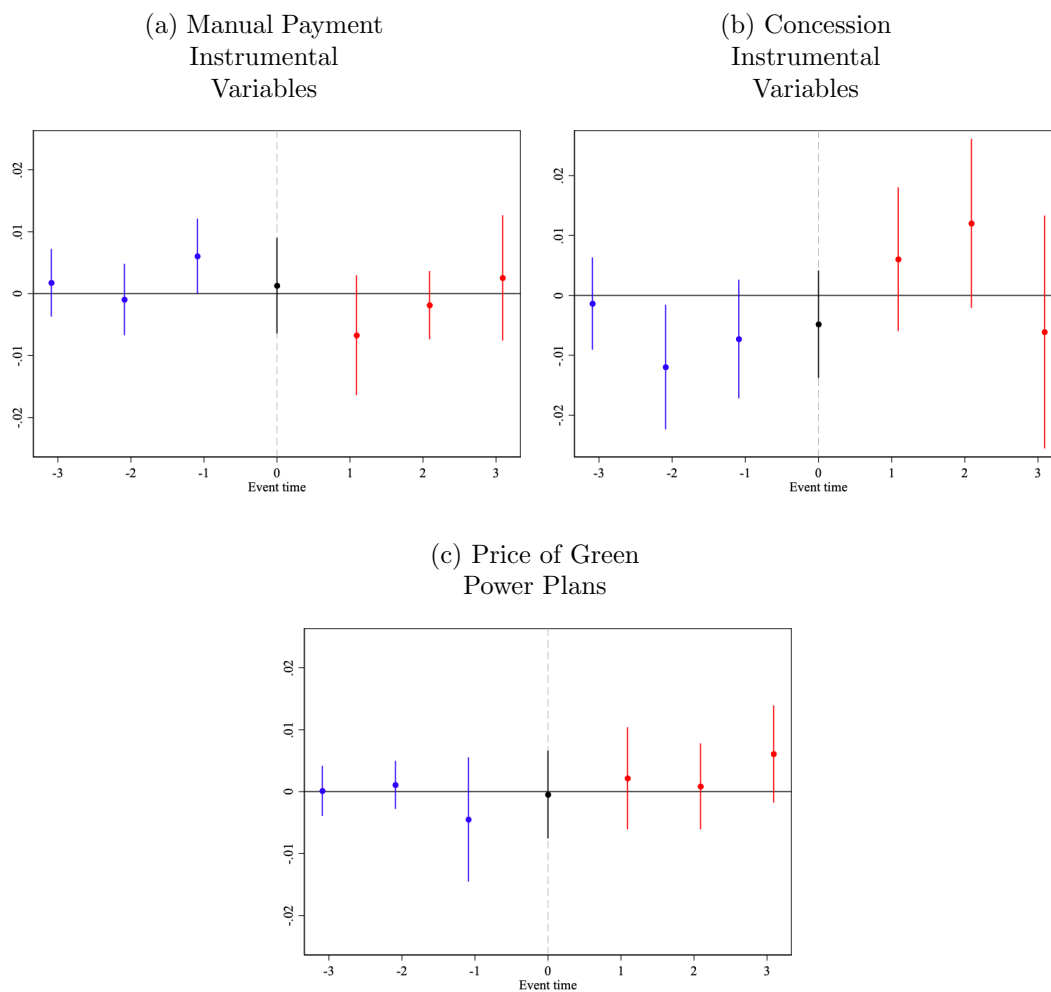 (a) Manual Payment
Instrumental
Variables
.02
.01
0
-.01
-.02
-3 -2 -1 0 1 2 3
Event time
(b) Concession
Instrumental
Variables
.02
.01
0
-.01
-.02
-3 -2 -1 0 1 2 3
Event time
(c) Price of Green
Power Plans
.02
.01
0
-.01
-.02
-3 -2 -1 0 1 2 3
Event time